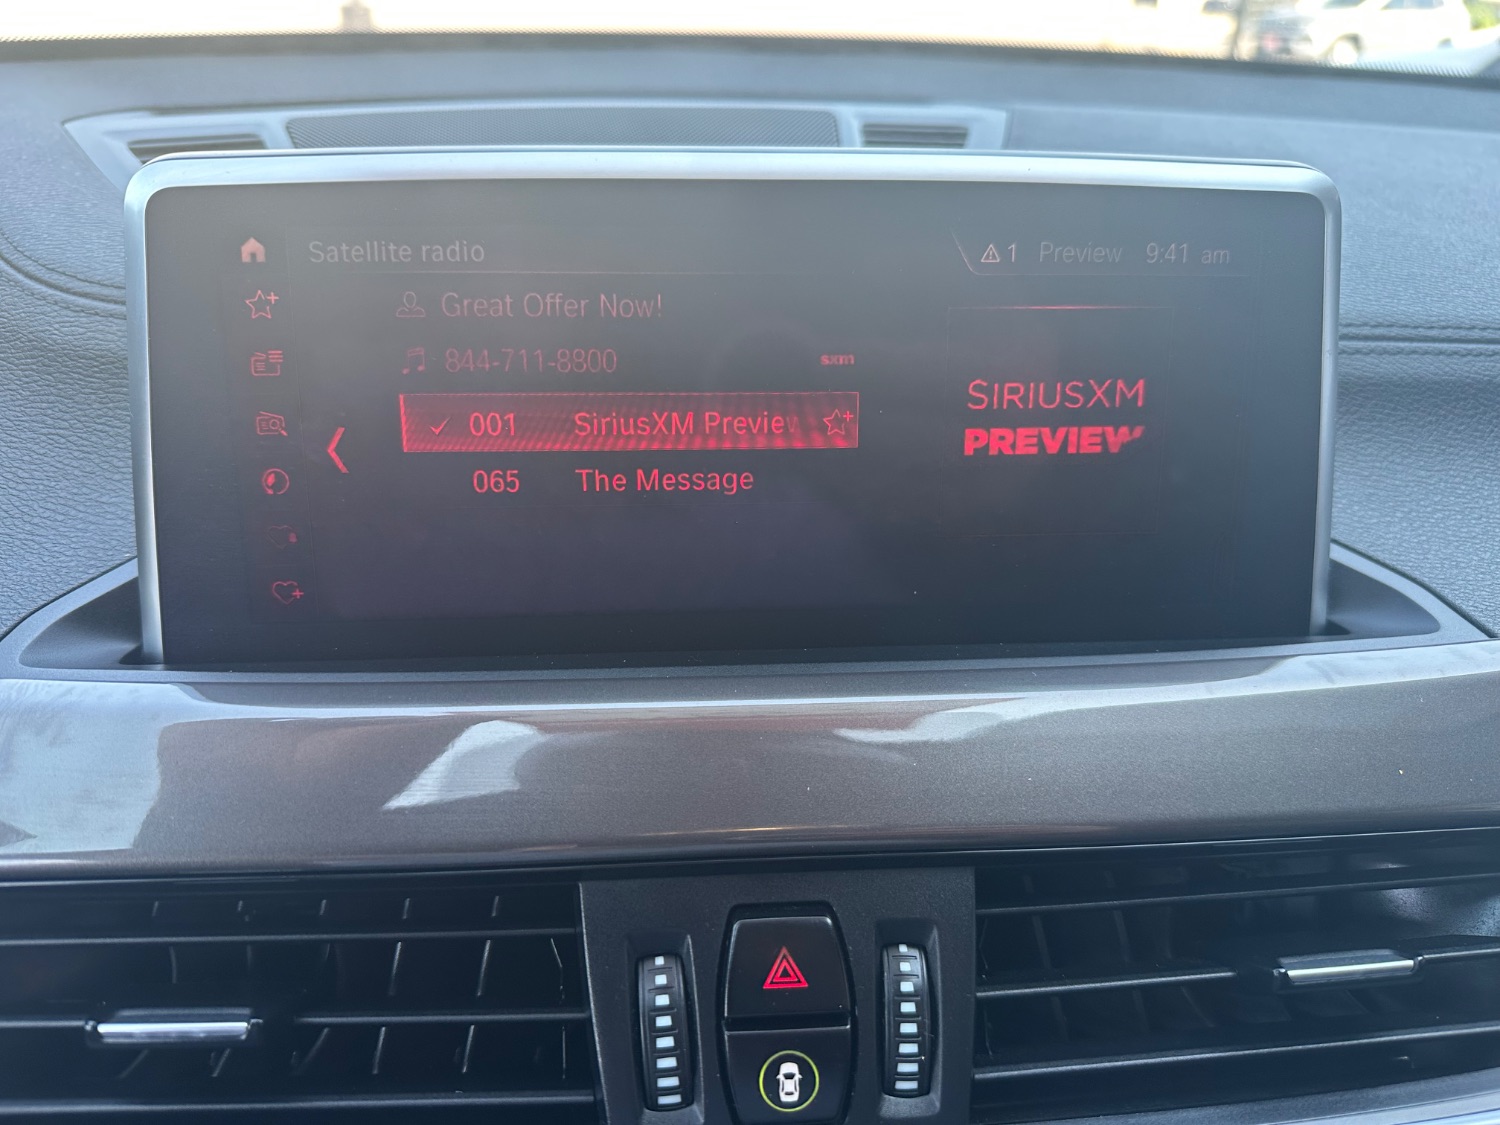 Satellite radio
1 Preview 9:41 am
Great Offer Now!
844-711-8800
sxm
001 SiriusXM Preview
065 The Message
SIRIUSXM
PREVIEW